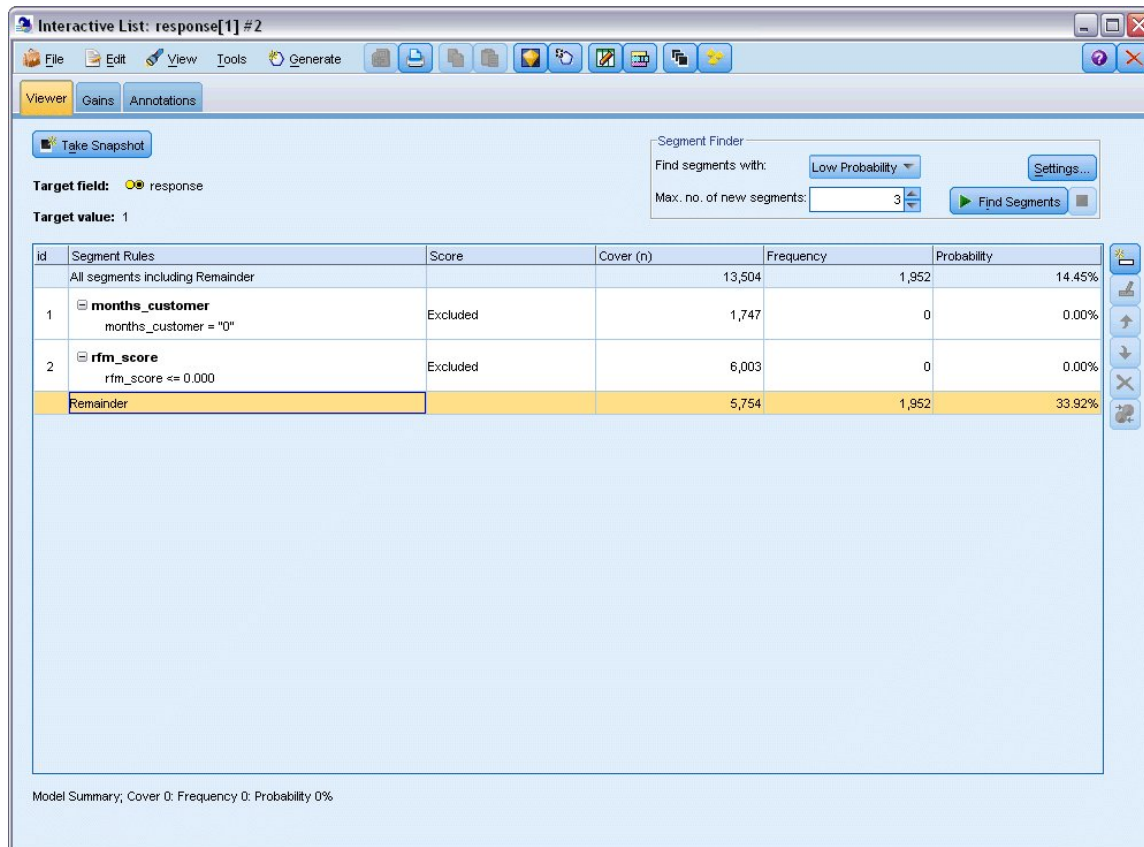 Interactive List: response[1] #2
File Edit View Tools Generate
Viewer Gains Annotations
Take Snapshot
Segment Finder
Find segments with: Low Probability Settings...
Max. no. of new segments: 3 Find Segments
Target field: response
Target value: 1
id Segment Rules Score Cover (n) Frequency Probability
All segments including Remainder 13,504 1,952 14.45%
1 months_customer Excluded 1,747 0 0.00%
months_customer = "0"
2 rfm_score Excluded 6,003 0 0.00%
rfm_score <= 0.000
Remainder 5,754 1,952 33.92%
Model Summary; Cover 0: Frequency 0: Probability 0%